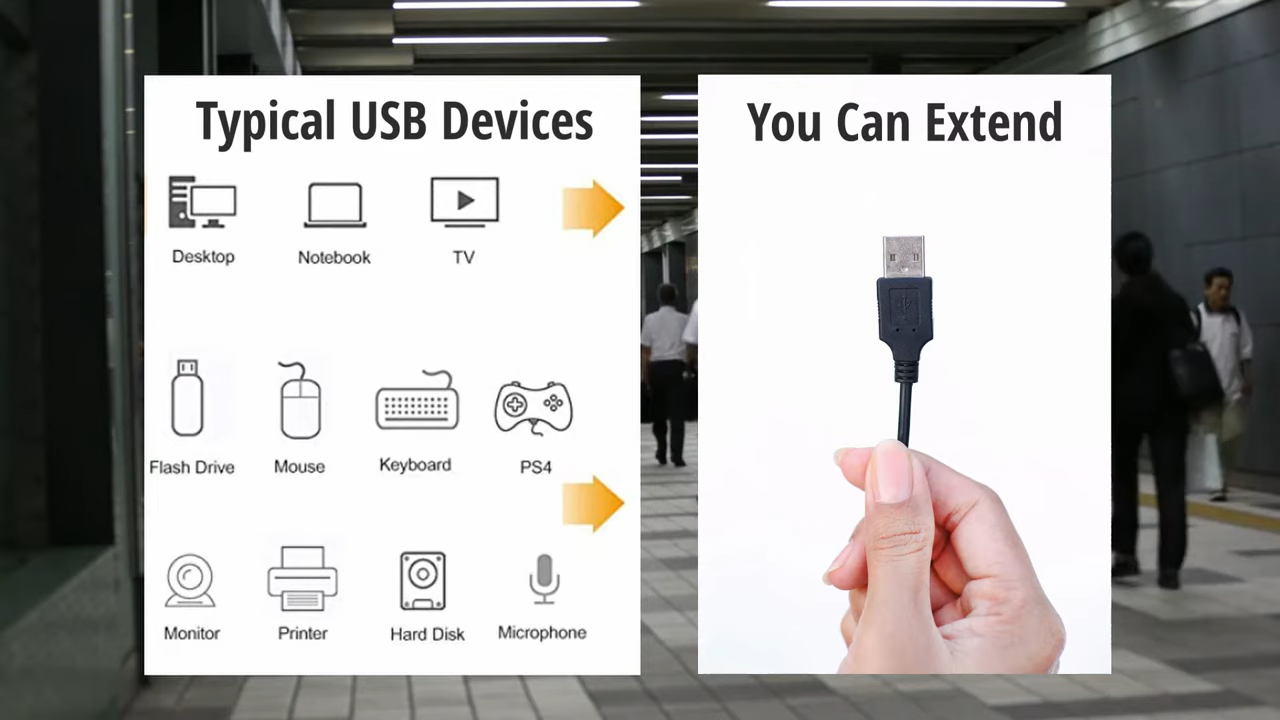 Typical USB Devices
Desktop
Notebook
TV
Flash Drive
Mouse
Keyboard
PS4
Monitor
Printer
Hard Disk
Microphone
You Can Extend